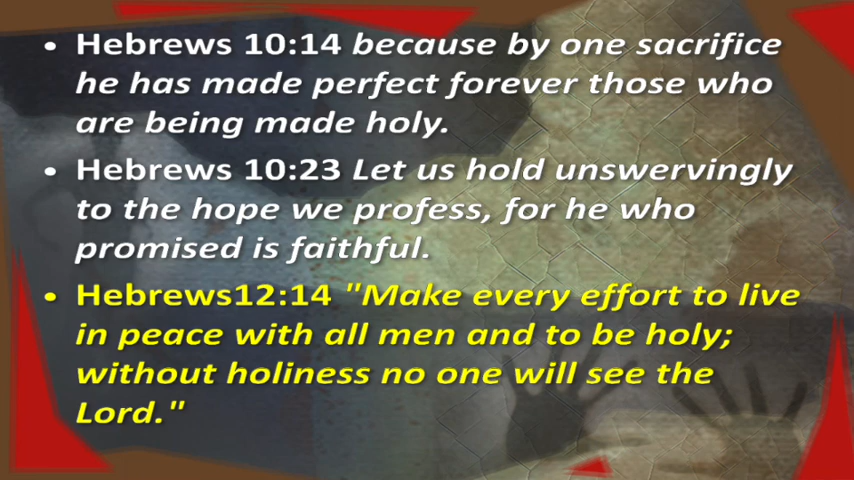 • Hebrews 10:14 because by one sacrifice
he has made perfect forever those who
are being made holy.
• Hebrews 10:23 Let us hold unswervingly
to the hope we profess, for he who
promised is faithful.
• Hebrews12:14 "Make every effort to live
in peace with all men and to be holy;
without holiness no one will see the
Lord."